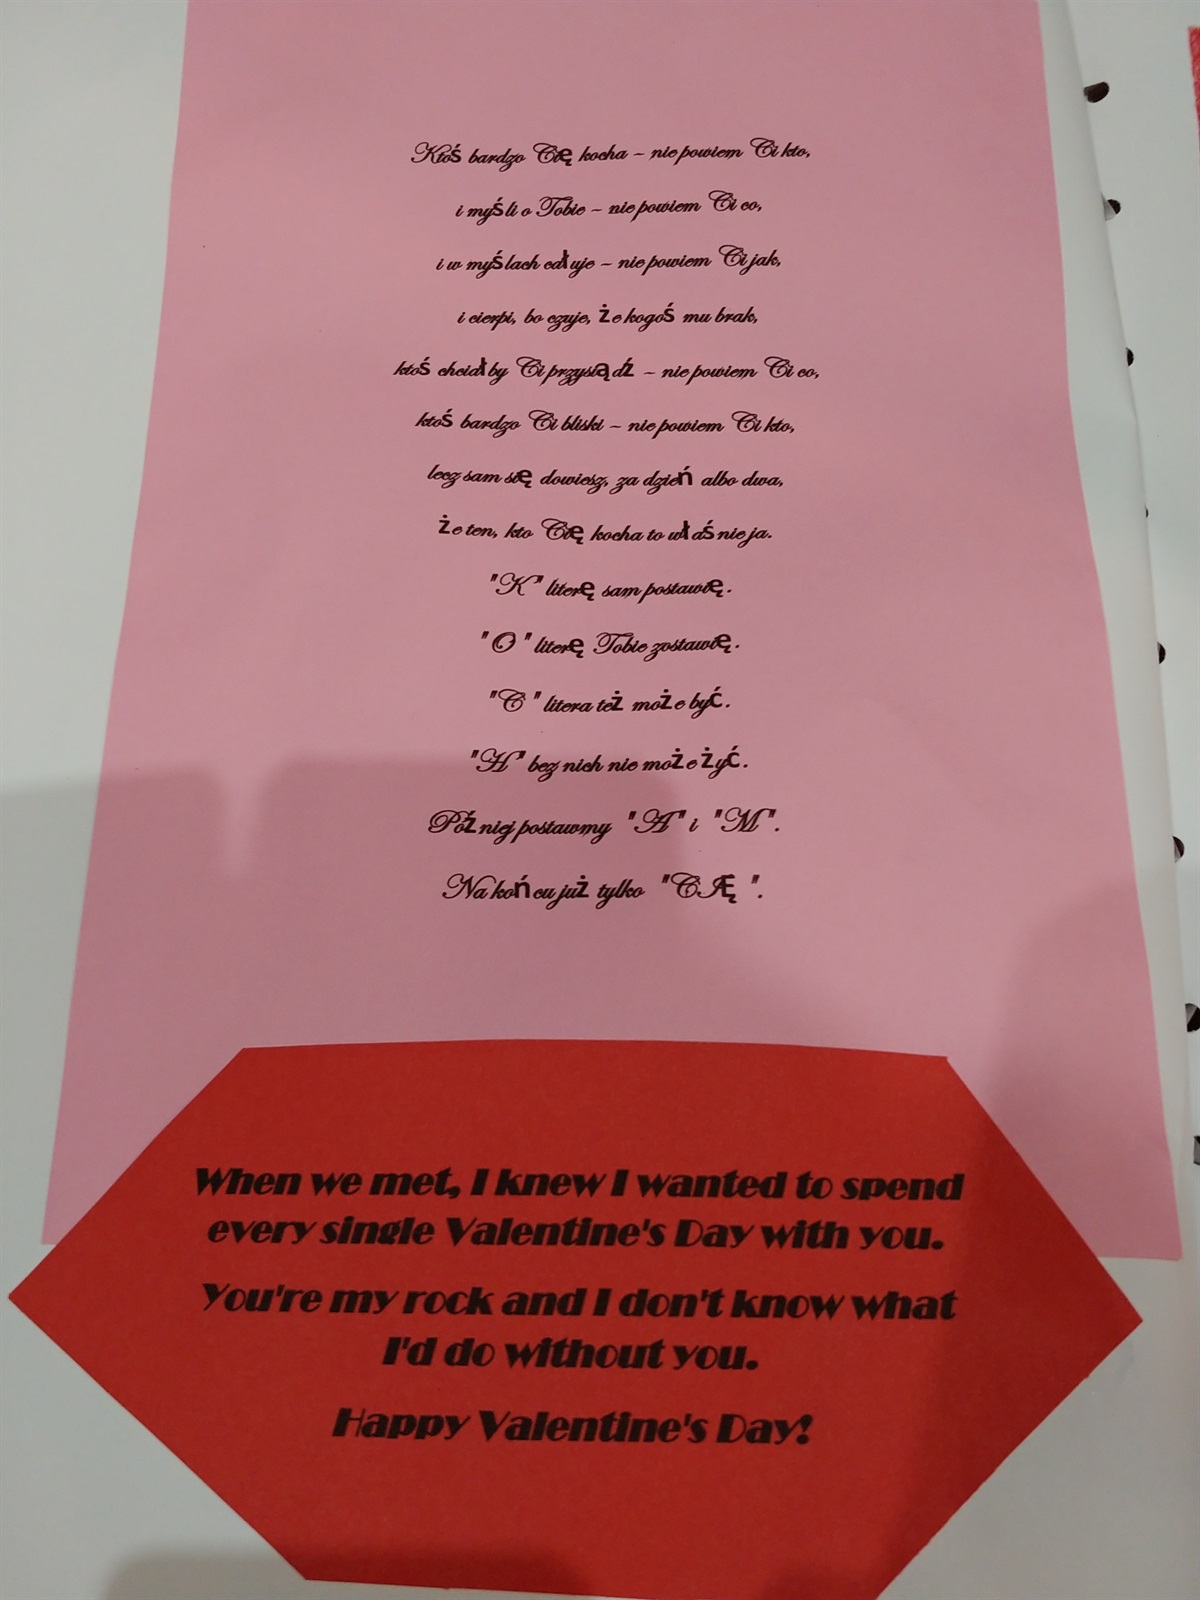 Ktoś bardzo Cię kocha – nie powiem Ci kto,
i myśli o Tobie – nie powiem Ci co,
i w myślach całuje – nie powiem Ci jak,
i cierpi, bo czuje, że kogoś mu brak,
ktoś chciałby Ci przysiądź – nie powiem Ci co,
ktoś bardzo Ci bliski – nie powiem Ci kto,
lecz sam się dowiesz, za dzień albo dwa,
że ten, kto Cię kocha to właśnie ja.
"K" literę sam postawię.
"O" literę Tobie zostawię.
"C" litera też może być.
"H" bez nich nie może żyć.
Później postawmy "A" i "M".
Na końcu już tylko "CIĘ".
When we met, I knew I wanted to spend
every single Valentine's Day with you.
You're my rock and I don't know what
I'd do without you.
Happy Valentine's Day!